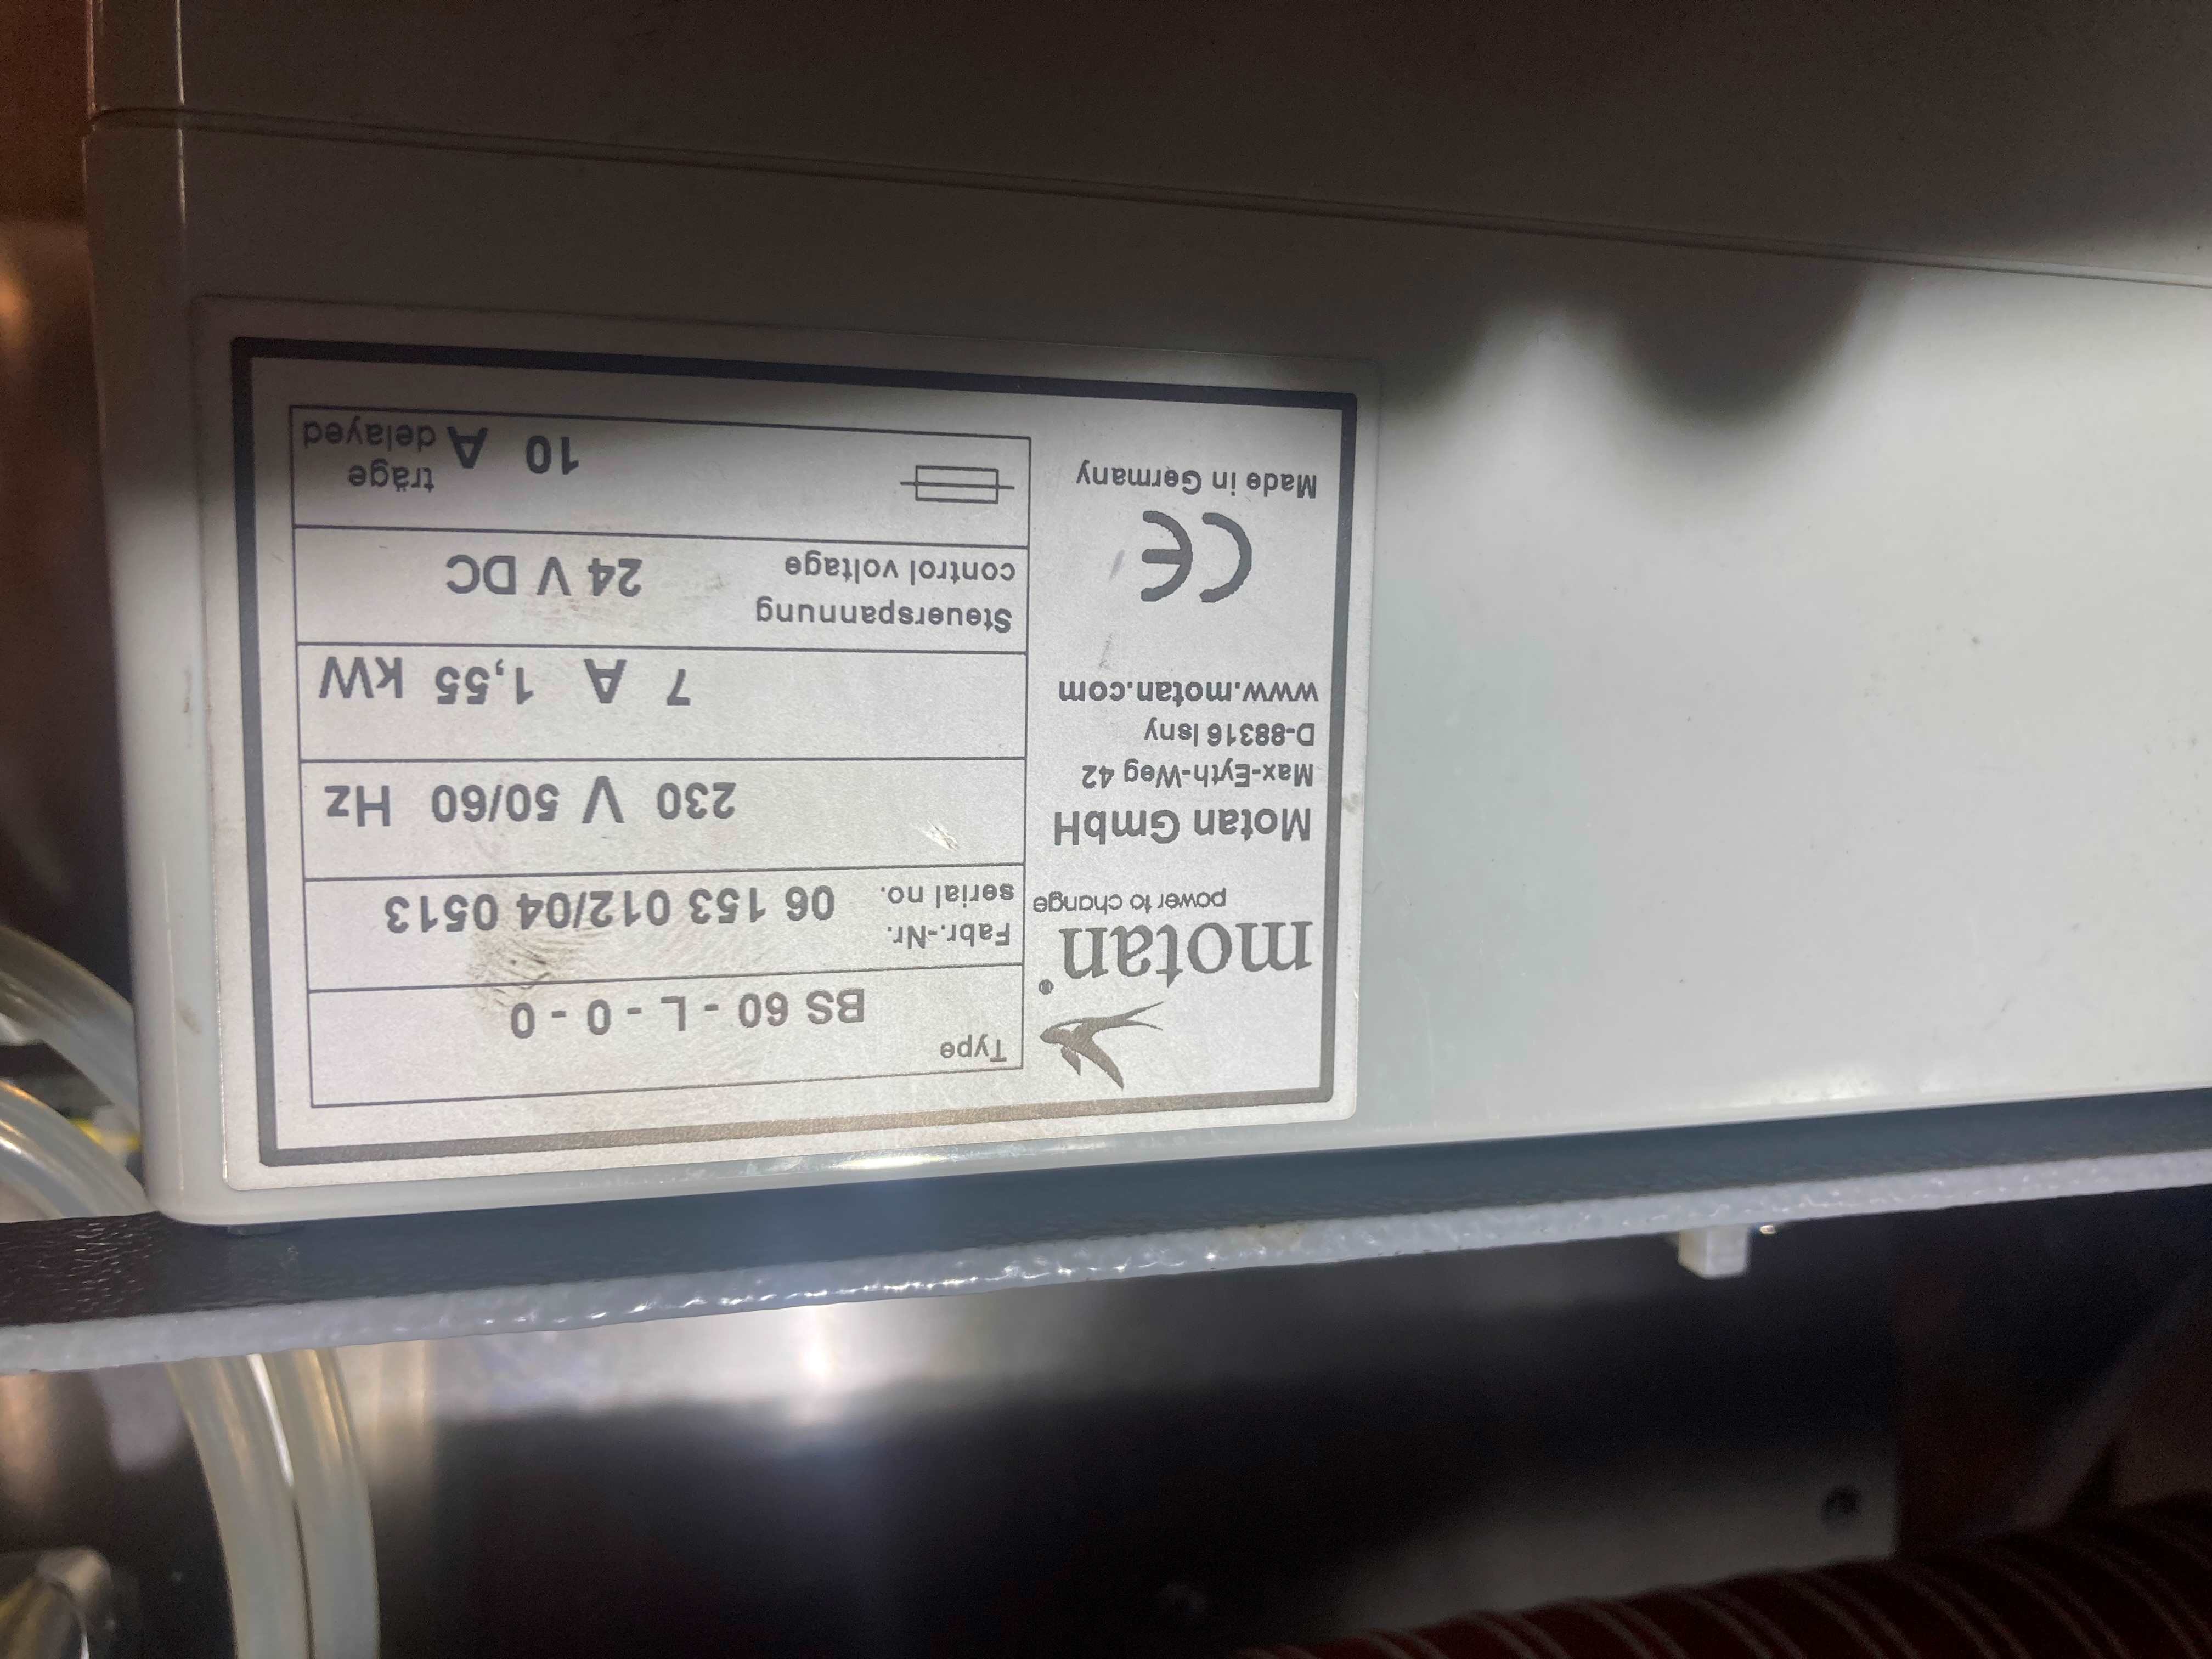 motan®
power to change
Motan GmbH
Max-Eyth-Weg 42
D-88316 Isny
www.motan.com
CE
Made in Germany
Type BS 60 - L - 0 - 0
Fabr.-Nr.
serial no. 06 153 012/04 0513
230 V 50/60 Hz
7 A 1,55 kW
Steuerspannung
control voltage 24 V DC
10 A träge
delayed